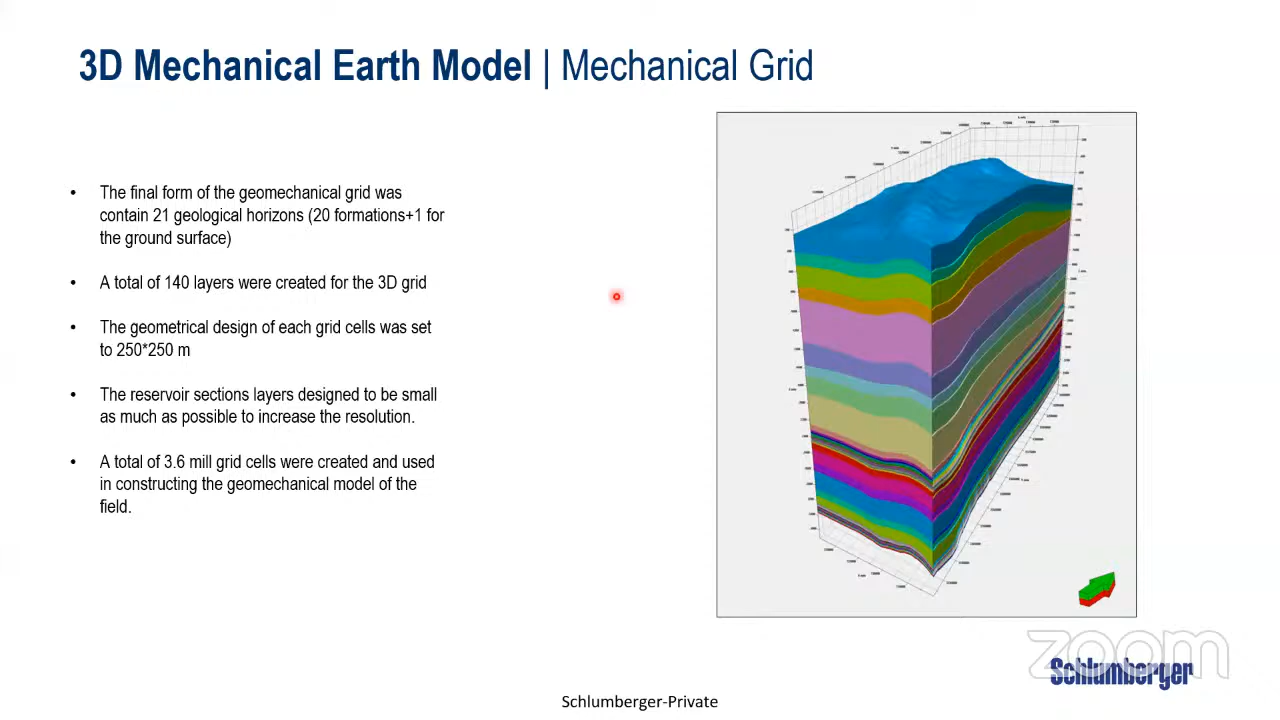 3D Mechanical Earth Model | Mechanical Grid
• The final form of the geomechanical grid was
contain 21 geological horizons (20 formations+1 for
the ground surface)
• A total of 140 layers were created for the 3D grid
• The geometrical design of each grid cells was set
to 250*250 m
• The reservoir sections layers designed to be small
as much as possible to increase the resolution.
• A total of 3.6 mill grid cells were created and used
in constructing the geomechanical model of the
field.
zoom
Schlumberger
Schlumberger-Private